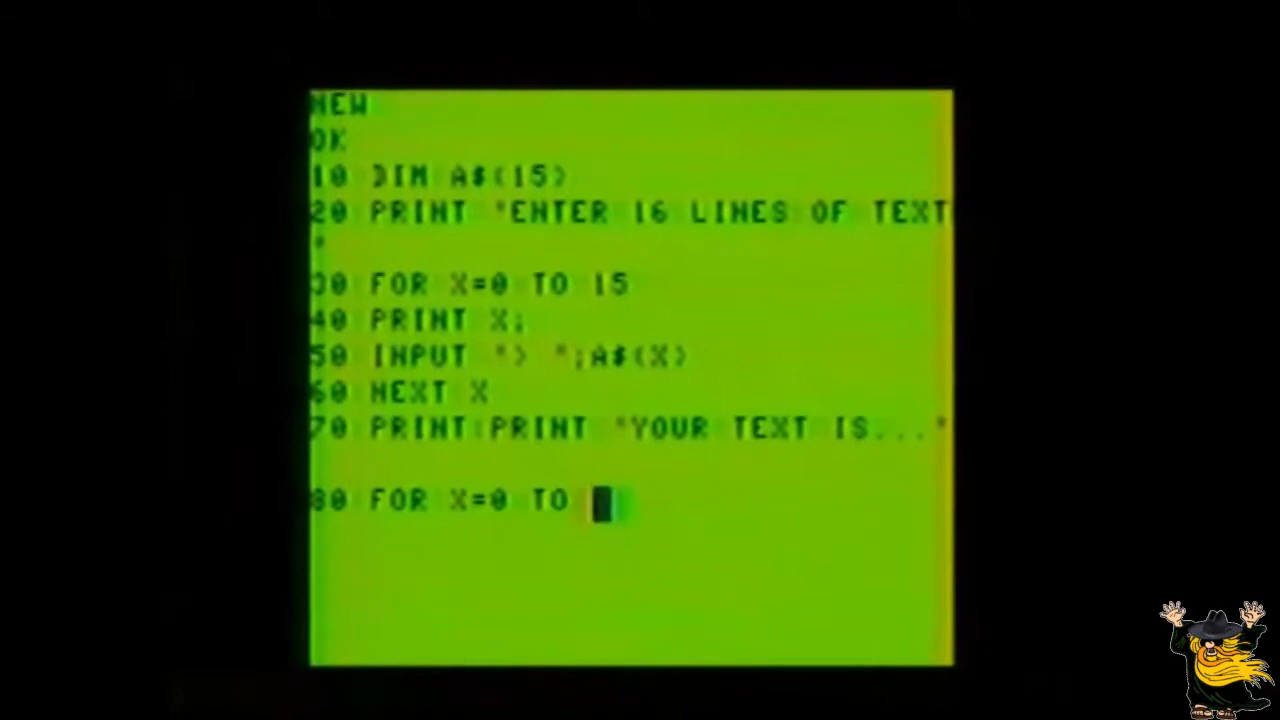 NEW
OK
10 DIM A$(15)
20 PRINT "ENTER 16 LINES OF TEXT
"
30 FOR X=0 TO 15
40 PRINT X;
50 INPUT "> ";A$(X)
60 NEXT X
70 PRINT:PRINT "YOUR TEXT IS..."
80 FOR X=0 TO